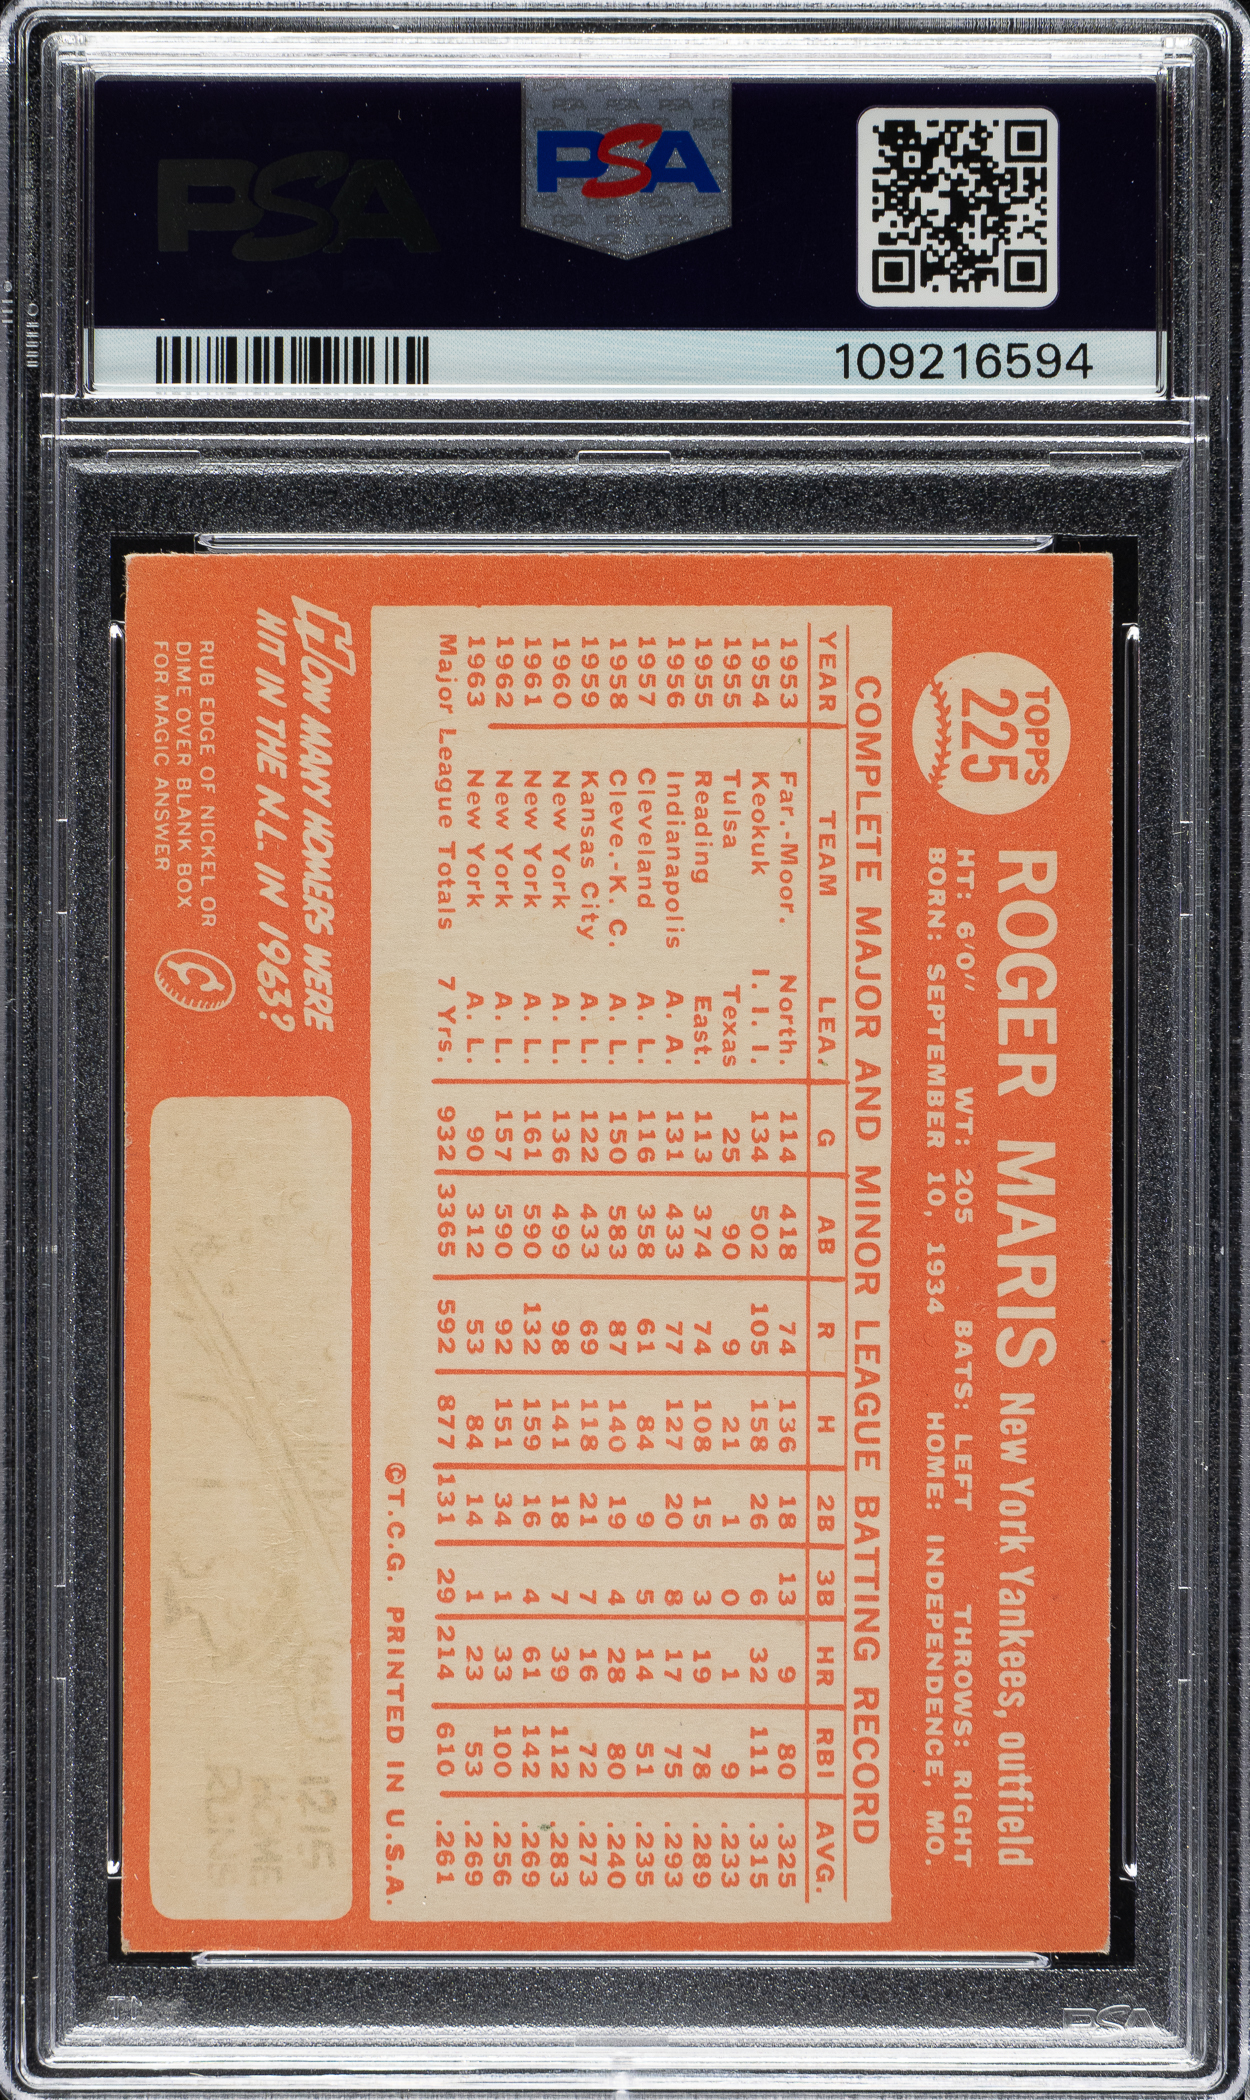 PSA
PSA
109216594
TOPPS
225
ROGER MARIS New York Yankees, outfield
HT: 6'0" WT: 205 BATS: LEFT THROWS: RIGHT
BORN: SEPTEMBER 10, 1934 HOME: INDEPENDENCE, MO.
COMPLETE MAJOR AND MINOR LEAGUE BATTING RECORD
YEAR TEAM LEA. G AB R H 2B 3B HR RBI AVG.
1953 Far.-Moor. North. 114 418 74 136 18 13 9 80 .325
1954 Keokuk I. I. I. 134 502 105 158 26 6 32 111 .315
1955 Tulsa Texas 25 90 9 21 1 0 1 9 .233
1955 Reading East. 113 374 74 108 15 3 19 78 .289
1956 Indianapolis A. A. 131 433 77 127 20 8 17 75 .293
1957 Cleveland A. L. 116 358 61 84 9 5 14 51 .235
1958 Cleve.-K. C. A. L. 150 583 87 140 19 4 28 80 .240
1959 Kansas City A. L. 122 433 69 118 21 7 16 72 .273
1960 New York A. L. 136 499 98 141 18 7 39 112 .283
1961 New York A. L. 161 590 132 159 16 4 61 142 .269
1962 New York A. L. 157 590 92 151 34 1 33 100 .256
1963 New York A. L. 90 312 53 84 14 1 23 53 .269
Major League Totals 7 Yrs. 932 3365 592 877 131 29 214 610 .261
©T.C.G. PRINTED IN U.S.A.
HOW MANY HOMERS WERE
HIT IN THE N.L. IN 1963?
RUB EDGE OF NICKEL OR
DIME OVER BLANK BOX
FOR MAGIC ANSWER
1215
HOME
RUNS
PSA